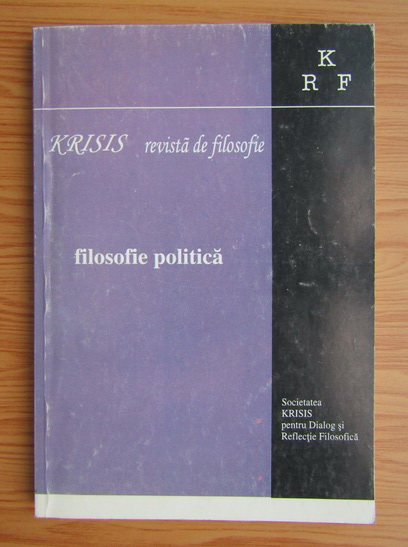 K
R F
KRISIS revistă de filosofie
filosofie politică
Societatea
KRISIS
pentru Dialog şi
Reflecţie Filosofică